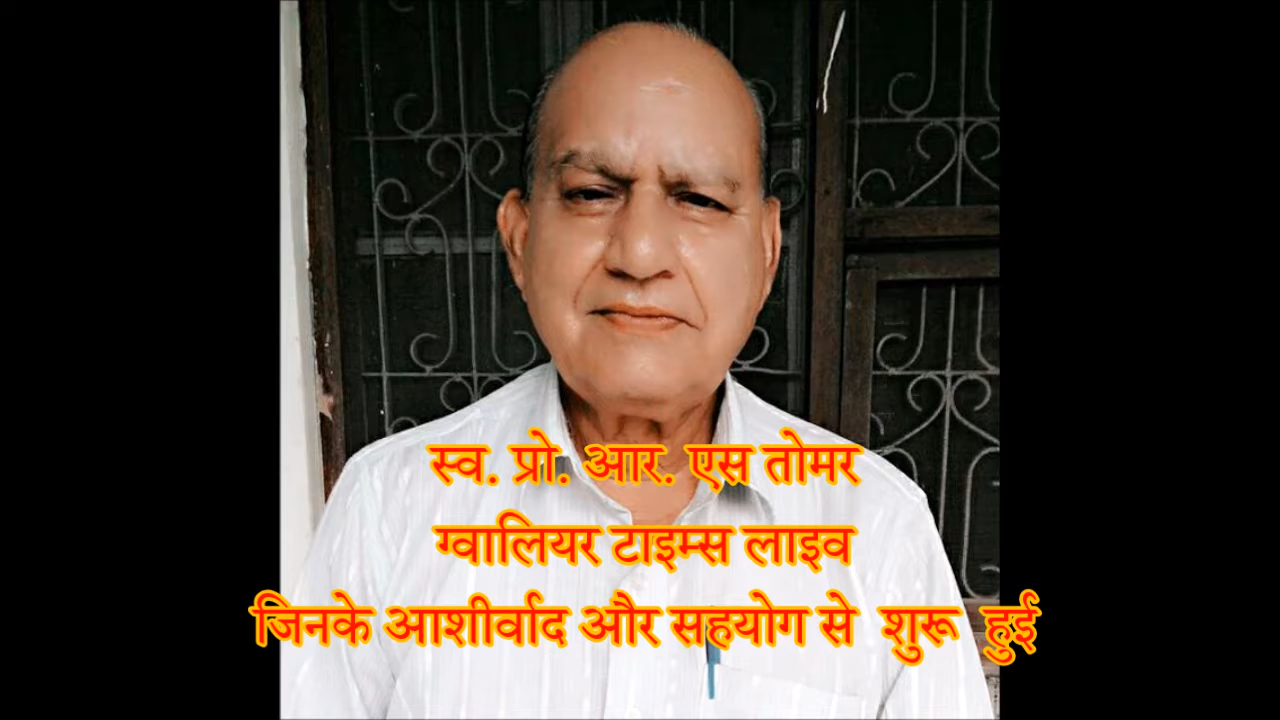 स्व. प्रो. आर. एस तोमर
ग्वालियर टाइम्स लाइव
जिनके आशीर्वाद और सहयोग से शुरू हुई